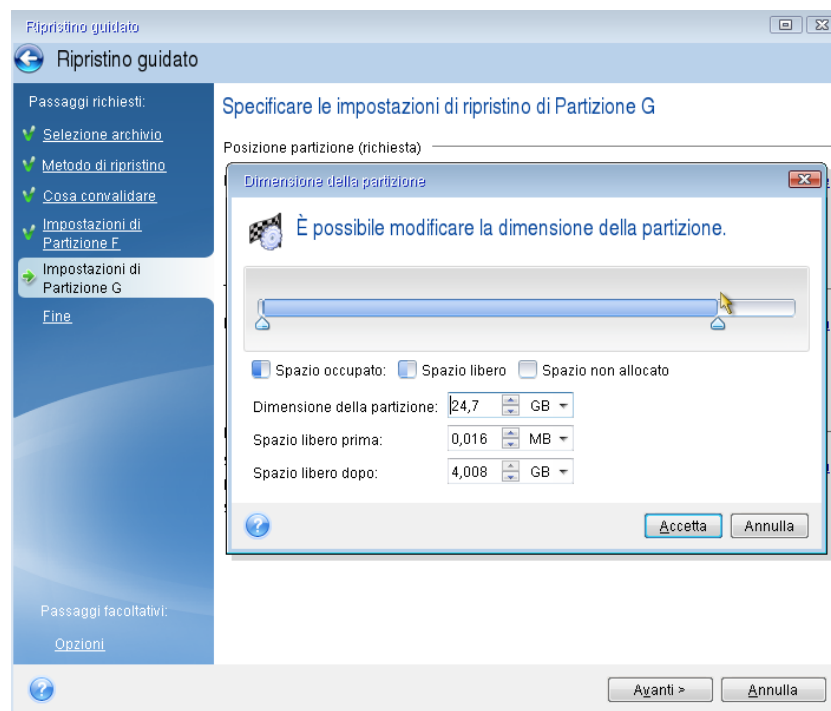 Ripristino guidato
Ripristino guidato
Passaggi richiesti:
Selezione archivio
Metodo di ripristino
Cosa convalidare
Impostazioni di
Partizione F
Impostazioni di
Partizione G
Fine
Specificare le impostazioni di ripristino di Partizione G
Posizione partizione (richiesta)
Dimensione della partizione
È possibile modificare la dimensione della partizione.
Spazio occupato: Spazio libero Spazio non allocato
Dimensione della partizione: 24,7 GB
Spazio libero prima: 0,016 MB
Spazio libero dopo: 4,008 GB
Accetta Annulla
Passaggi facoltativi:
Opzioni
Avanti > Annulla